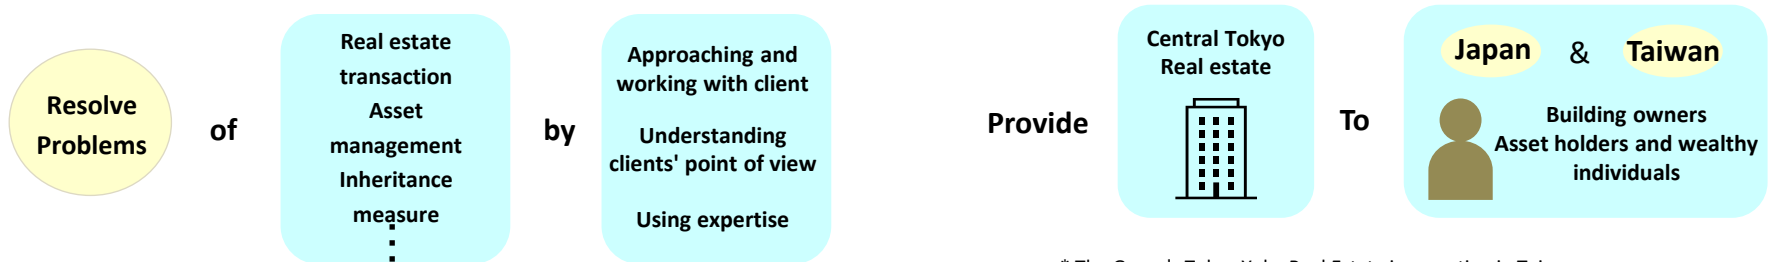 Resolve
Problems
of
Real estate
transaction
Asset
management
Inheritance
measure
by
Approaching and
working with client
Understanding
clients' point of view
Using expertise
Provide
Central Tokyo
Real estate
To
Japan & Taiwan
Building owners
Asset holders and wealthy
individuals